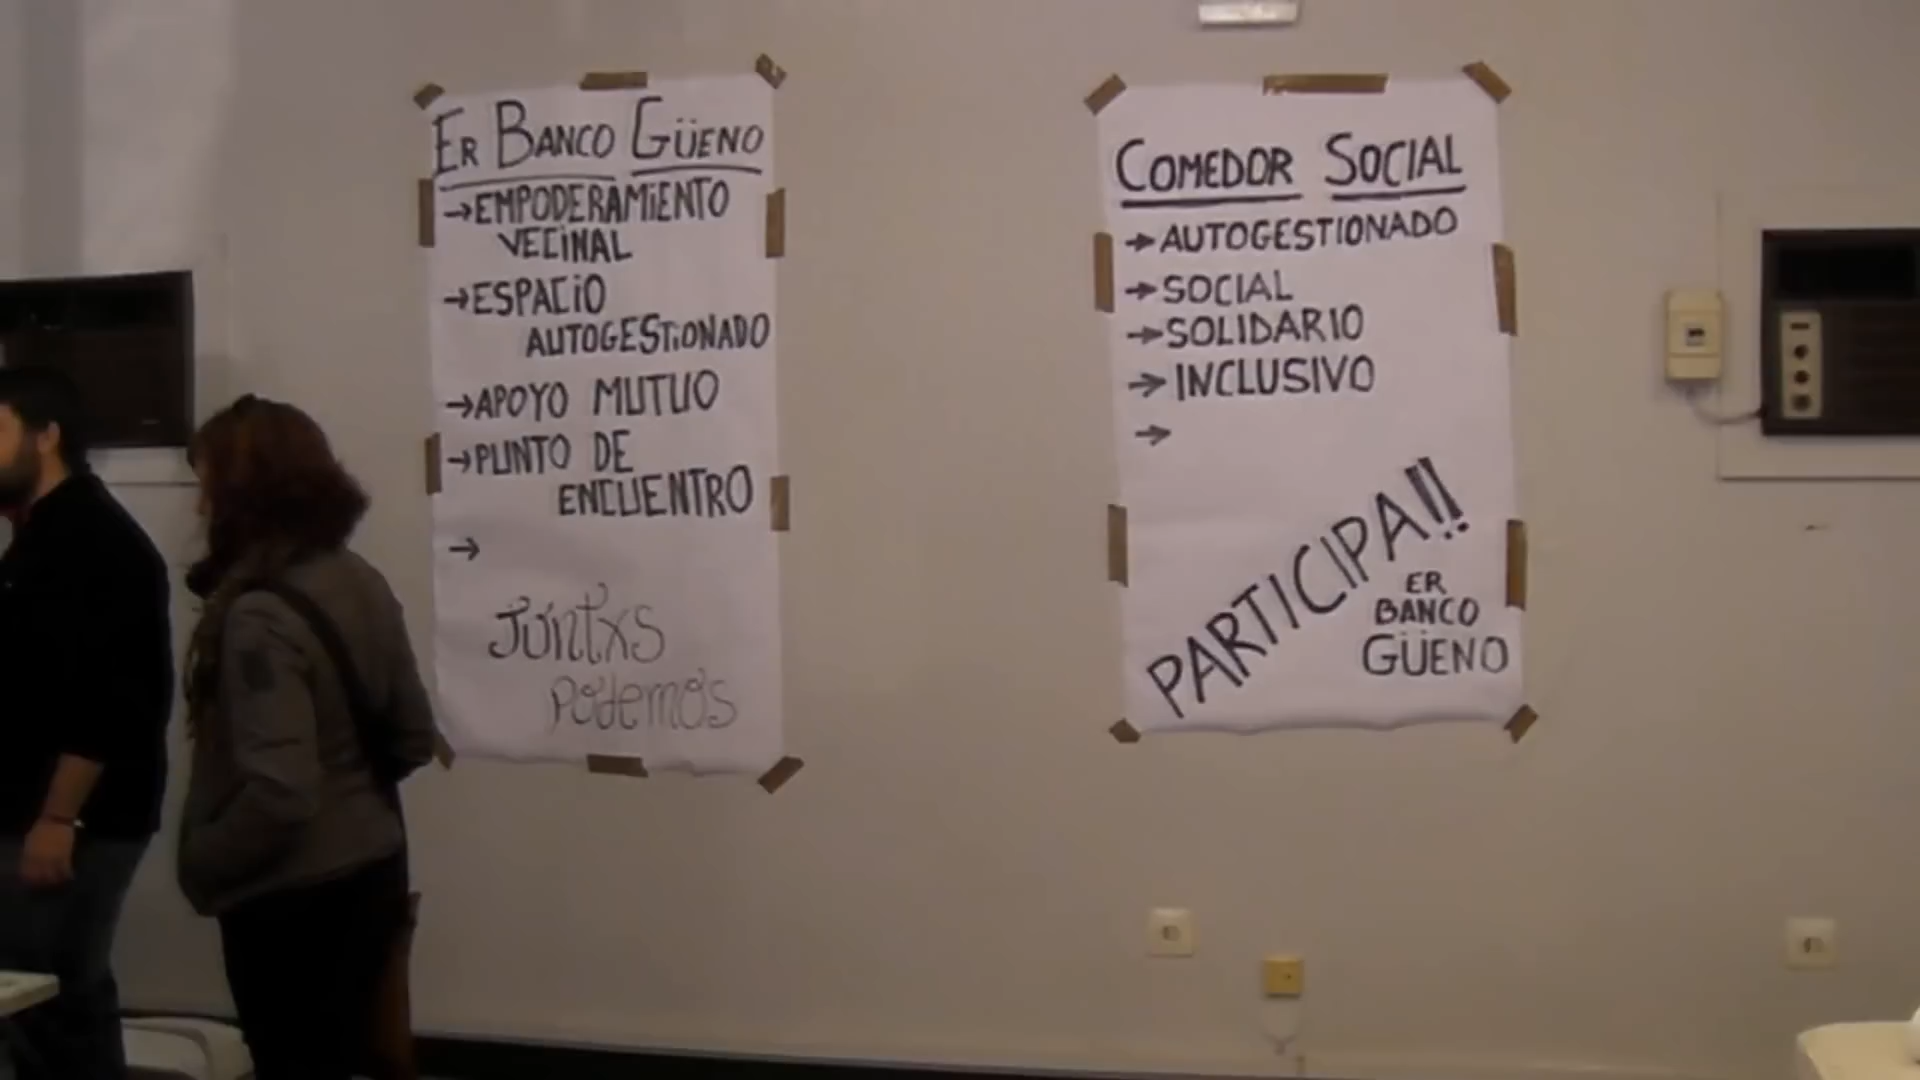 ER BANCO GÜENO
→EMPODERAMiENTO
VECINAL
→ESPACiO
AUTOGESTiONADO
→APOYO MUTUO
→PUNTO DE
ENCUENTRO
→
Juntxs
Podemos
COMEDOR SOCIAL
→AUTOGESTIONADO
→SOCIAL
→SOLIDARIO
→INCLUSIVO
→
PARTICIPA!!
ER
BANCO
GÜENO